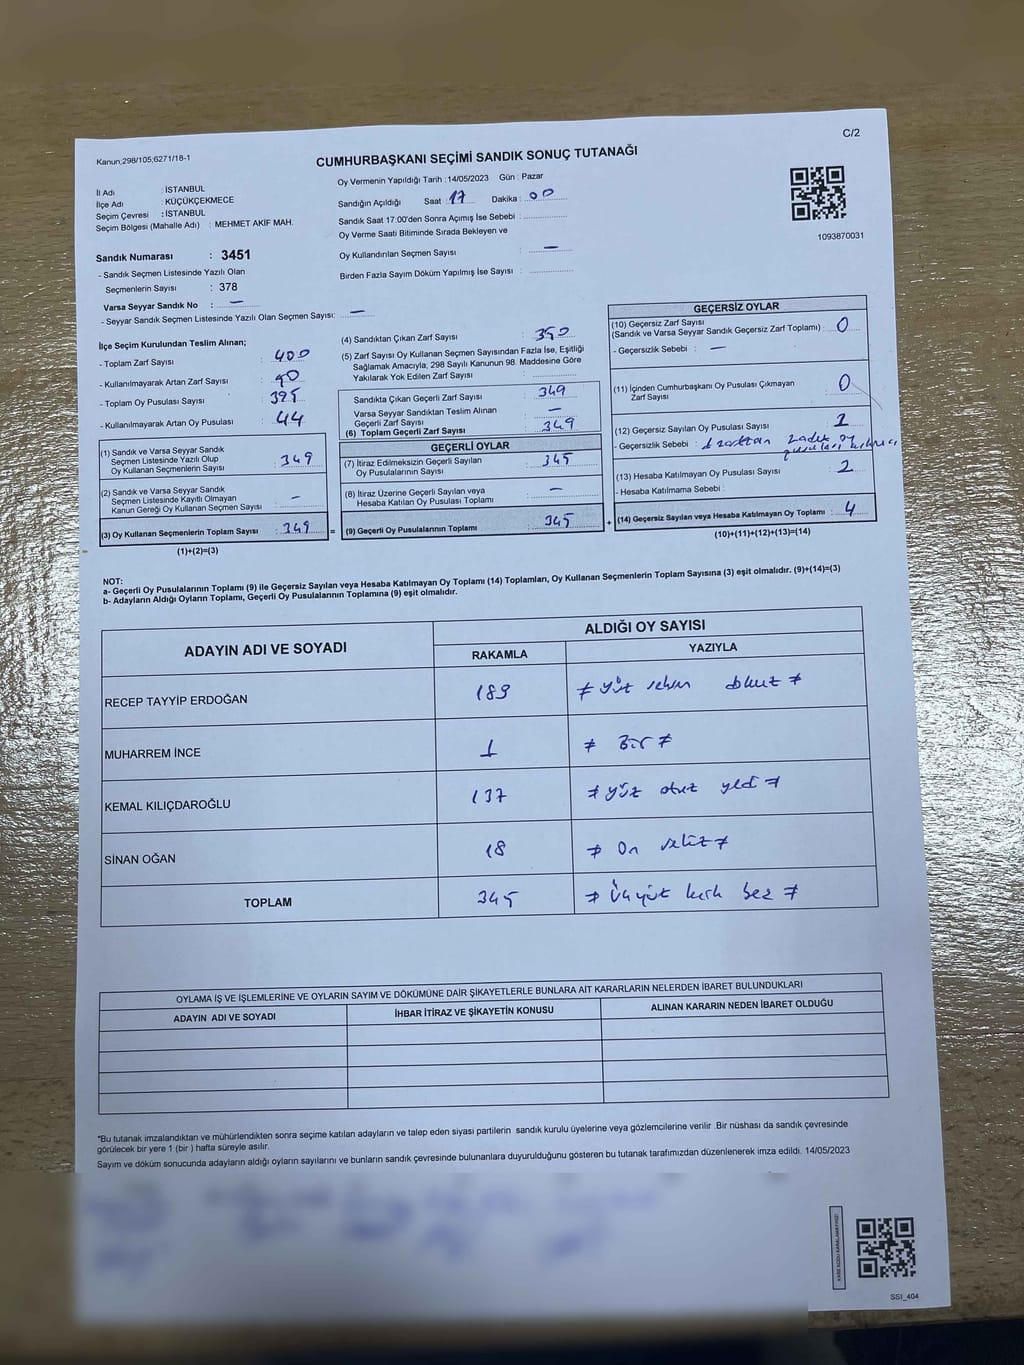 C/2
Kanun;298/105;6271/18-1
CUMHURBAŞKANI SEÇİMİ SANDIK SONUÇ TUTANAĞI
İl Adı : İSTANBUL
İlçe Adı : KÜÇÜKÇEKMECE
Seçim Çevresi : İSTANBUL
Seçim Bölgesi (Mahalle Adı) : MEHMET AKİF MAH.
Sandık Numarası : 3451
- Sandık Seçmen Listesinde Yazılı Olan
Seçmenlerin Sayısı : 378
Varsa Seyyar Sandık No : —
- Seyyar Sandık Seçmen Listesinde Yazılı Olan Seçmen Sayısı: —
Oy Vermenin Yapıldığı Tarih :14/05/2023 Gün : Pazar
Sandığın Açıldığı Saat : 17 Dakika : 00
Sandık Saat 17:00'den Sonra Açımış İse Sebebi :
Oy Verme Saati Bitiminde Sırada Bekleyen ve
Oy Kullandırılan Seçmen Sayısı : —
Birden Fazla Sayım Döküm Yapılmış İse Sayısı :
1093870031
İlçe Seçim Kurulundan Teslim Alınan;
- Toplam Zarf Sayısı : 400
- Kullanılmayarak Artan Zarf Sayısı :
- Toplam Oy Pusulası Sayısı : 395
- Kullanılmayarak Artan Oy Pusulası : 44
(1) Sandık ve Varsa Seyyar Sandık
Seçmen Listesinde Yazılı Olup
Oy Kullanan Seçmenlerin Sayısı : 349
(2) Sandık ve Varsa Seyyar Sandık
Seçmen Listesinde Kayıtlı Olmayan
Kanun Gereği Oy Kullanan Seçmen Sayısı : —
(3) Oy Kullanan Seçmenlerin Toplam Sayısı : 349
(1)+(2)=(3)
(4) Sandıktan Çıkan Zarf Sayısı : 350
(5) Zarf Sayısı Oy Kullanan Seçmen Sayısından Fazla İse, Eşitliği
Sağlamak Amacıyla, 298 Sayılı Kanunun 98. Maddesine Göre
Yakılarak Yok Edilen Zarf Sayısı :
Sandıkta Çıkan Geçerli Zarf Sayısı : 349
Varsa Seyyar Sandıktan Teslim Alınan
Geçerli Zarf Sayısı : —
(6) Toplam Geçerli Zarf Sayısı : 349
GEÇERLİ OYLAR
(7) İtiraz Edilmeksizin Geçerli Sayılan
Oy Pusulalarının Sayısı : 345
(8) İtiraz Üzerine Geçerli Sayılan veya
Hesaba Katılan Oy Pusulası Toplamı : —
(9) Geçerli Oy Pusulalarının Toplamı : 345
GEÇERSİZ OYLAR
(10) Geçersiz Zarf Sayısı
(Sandık ve Varsa Seyyar Sandık Geçersiz Zarf Toplamı) : 0
- Geçersizlik Sebebi : —
(11) İçinden Cumhurbaşkanı Oy Pusulası Çıkmayan
Zarf Sayısı : 0
(12) Geçersiz Sayılan Oy Pusulası Sayısı : 2
- Geçersizlik Sebebi :
(13) Hesaba Katılmayan Oy Pusulası Sayısı : 2
- Hesaba Katılmama Sebebi :
(14) Geçersiz Sayılan veya Hesaba Katılmayan Oy Toplamı : 4
(10)+(11)+(12)+(13)=(14)
NOT:
a- Geçerli Oy Pusulalarının Toplamı (9) ile Geçersiz Sayılan veya Hesaba Katılmayan Oy Toplamı (14) Toplamları, Oy Kullanan Seçmenlerin Toplam Sayısına (3) eşit olmalıdır. (9)+(14)=(3)
b- Adayların Aldığı Oyların Toplamı, Geçerli Oy Pusulalarının Toplamına (9) eşit olmalıdır.
ADAYIN ADI VE SOYADI ALDIĞI OY SAYISI
RAKAMLA YAZIYLA
RECEP TAYYİP ERDOĞAN 189 ≠ Yüz seksen dokuz ≠
MUHARREM İNCE 1 ≠ Bir ≠
KEMAL KILIÇDAROĞLU 137 ≠ yüz otuz yedi ≠
SİNAN OĞAN 18 ≠ On sekiz ≠
TOPLAM 345 ≠ Üçyüz kırk beş ≠
OYLAMA İŞ VE İŞLEMLERİNE VE OYLARIN SAYIM VE DÖKÜMÜNE DAİR ŞİKAYETLERLE BUNLARA AİT KARARLARIN NELERDEN İBARET BULUNDUKLARI
ADAYIN ADI VE SOYADI İHBAR İTİRAZ VE ŞİKAYETİN KONUSU ALINAN KARARIN NEDEN İBARET OLDUĞU
*Bu tutanak imzalandıktan ve mühürlendikten sonra seçime katılan adayların ve talep eden siyasi partilerin sandık kurulu üyelerine veya gözlemcilerine verilir. Bir nüshası da sandık çevresinde
görülecek bir yere 1 (bir ) hafta süreyle asılır.
Sayım ve döküm sonucunda adayların aldığı oyların sayılarını ve bunların sandık çevresinde bulunanlara duyurulduğunu gösteren bu tutanak tarafımızdan düzenlenerek imza edildi. 14/05/2023
SSI_404